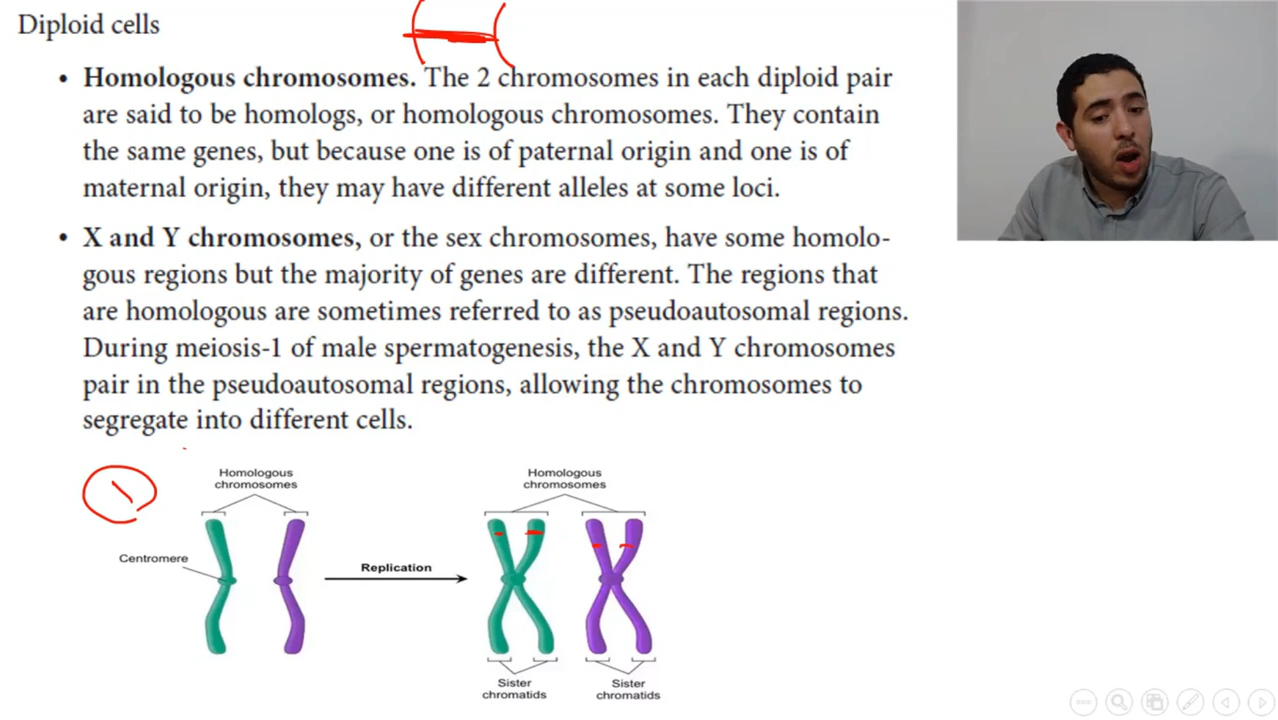 Diploid cells
• Homologous chromosomes. The 2 chromosomes in each diploid pair
are said to be homologs, or homologous chromosomes. They contain
the same genes, but because one is of paternal origin and one is of
maternal origin, they may have different alleles at some loci.
• X and Y chromosomes, or the sex chromosomes, have some homolo-
gous regions but the majority of genes are different. The regions that
are homologous are sometimes referred to as pseudoautosomal regions.
During meiosis-1 of male spermatogenesis, the X and Y chromosomes
pair in the pseudoautosomal regions, allowing the chromosomes to
segregate into different cells.
Homologous
chromosomes
Homologous
chromosomes
Centromere
Replication
Sister
chromatids
Sister
chromatids